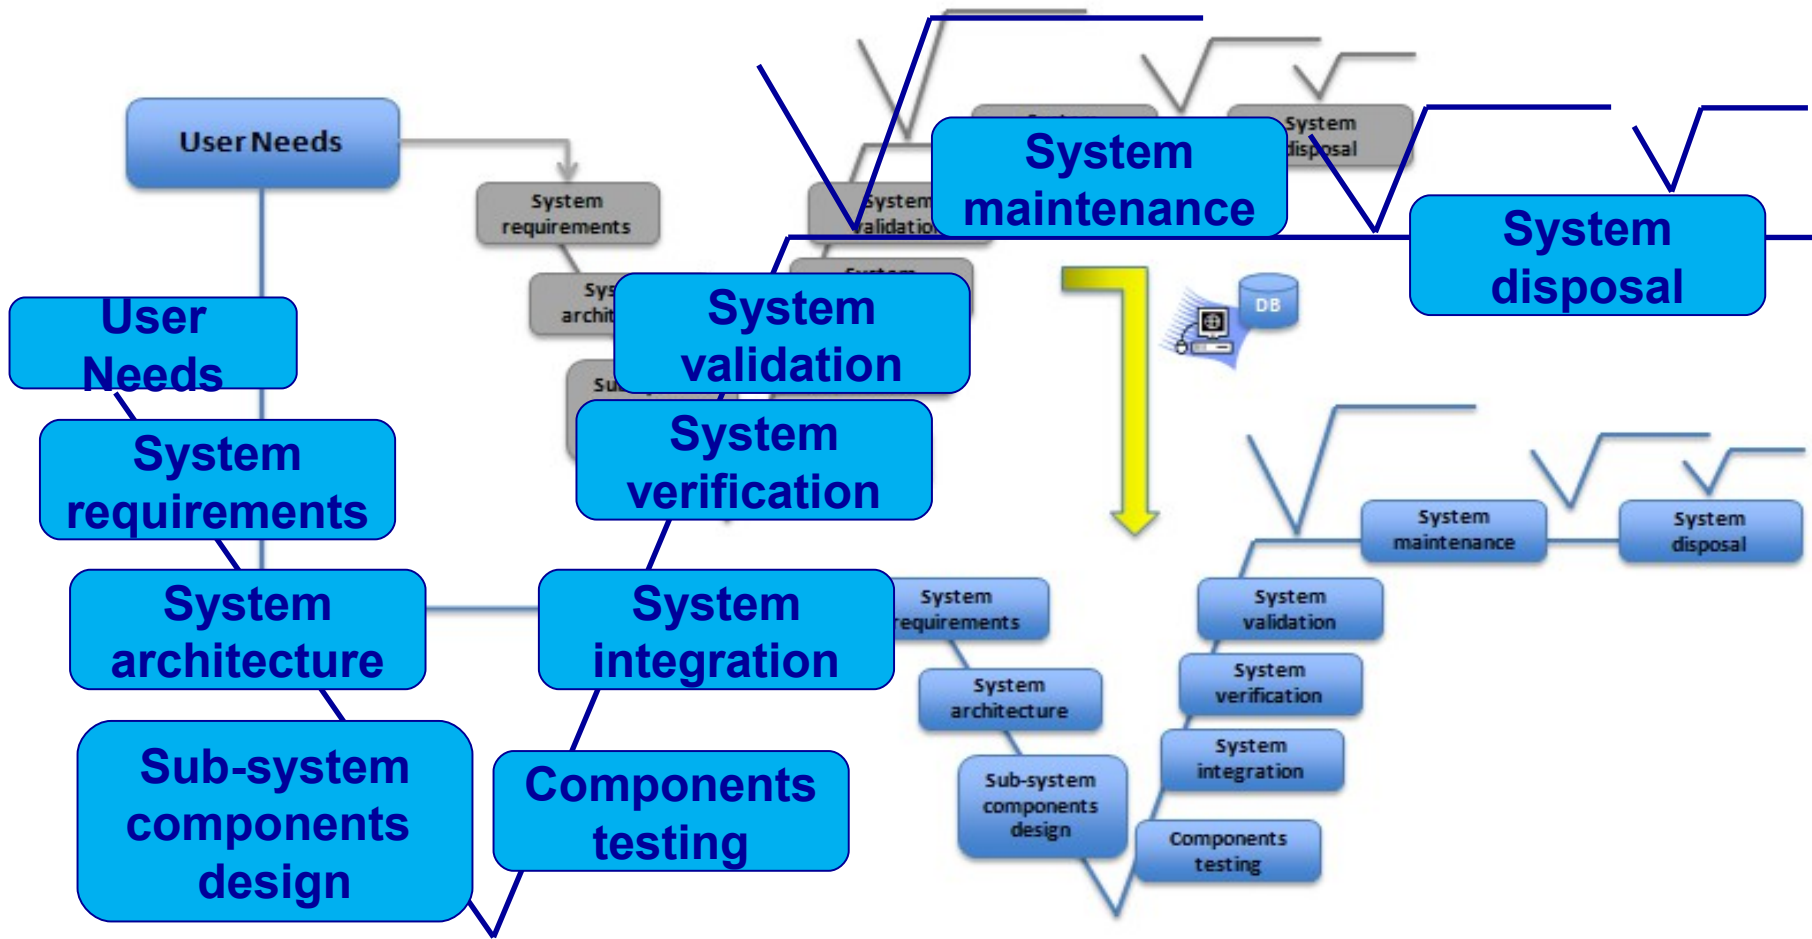 User Needs
System
requirements
System
validation
System
disposal
System
maintenance
System
disposal
User
Needs
System
requirements
System
architecture
Sub-system
components
design
System
validation
System
verification
System
integration
Components
testing
DB
System
maintenance
System
disposal
System
validation
System
verification
System
integration
Components
testing
System
requirements
System
architecture
Sub-system
components
design